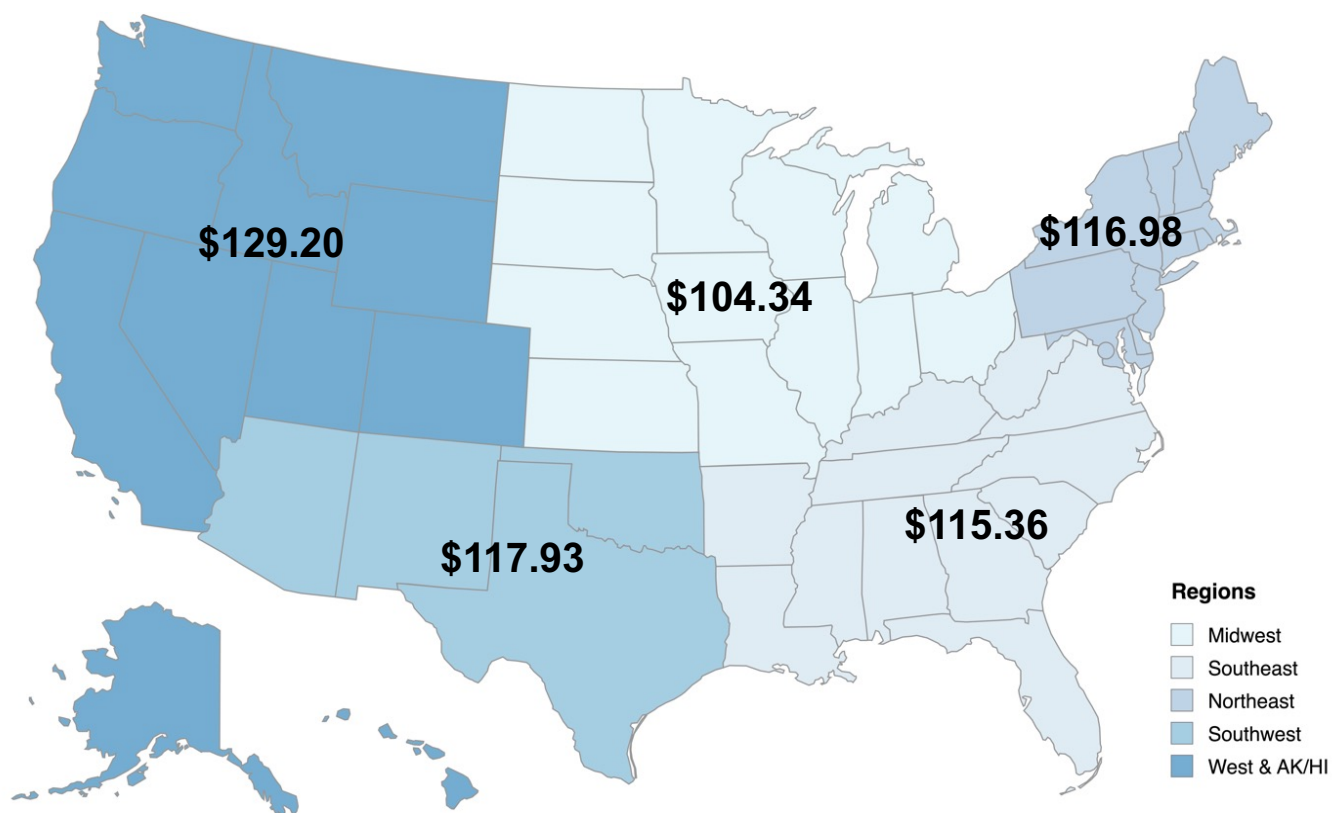 $129.20
$116.98
$104.34
$115.36
$117.93
Regions
Midwest
Southeast
Northeast
Southwest
West & AK/HI